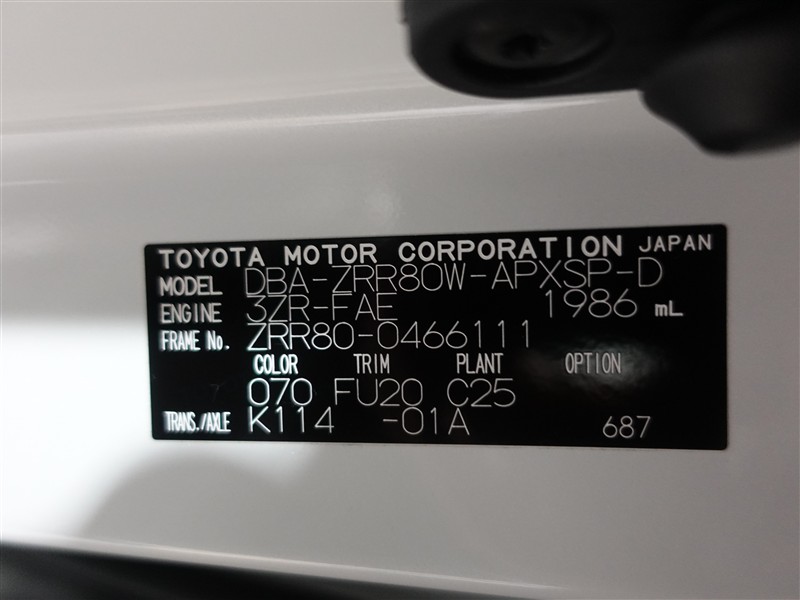 TOYOTA MOTOR CORPORATION JAPAN
MODEL DBA-ZRR80W-APXSP-D
ENGINE 3ZR-FAE 1986 mL
FRAME No. ZRR80-0466111
COLOR TRIM PLANT OPTION
070 FU20 C25
TRANS./AXLE K114 -01A 687